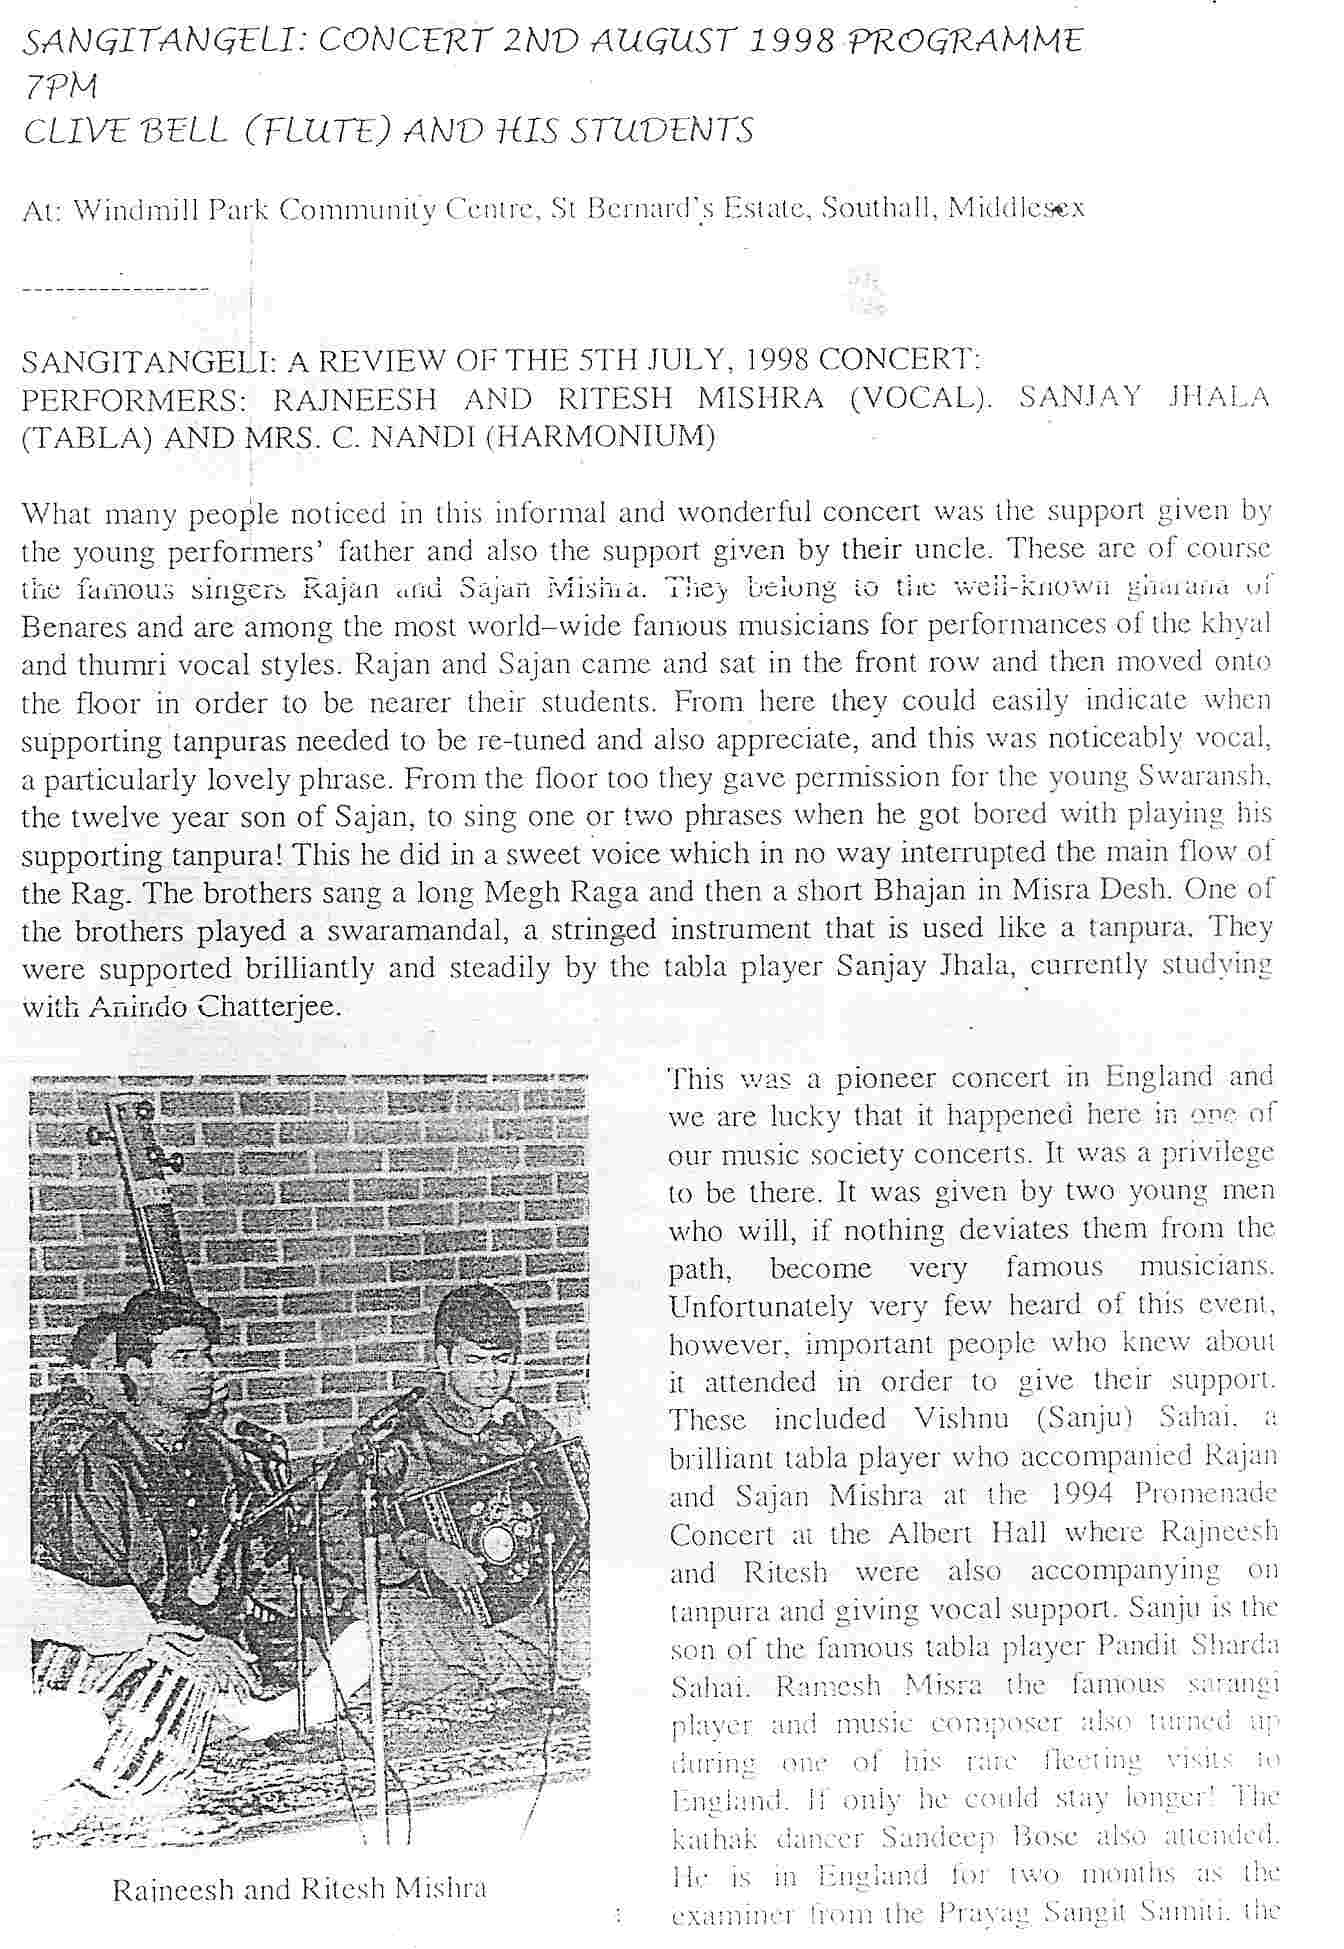 SANGITANGELI: CONCERT 2ND AUGUST 1998 PROGRAMME
7PM
CLIVE BELL (FLUTE) AND HIS STUDENTS
At: Windmill Park Community Centre, St Bernard's Estate, Southall, Middlesex
-----------------
SANGITANGELI: A REVIEW OF THE 5TH JULY, 1998 CONCERT:
PERFORMERS: RAJNEESH AND RITESH MISHRA (VOCAL). SANJAY JHALA
(TABLA) AND MRS. C. NANDI (HARMONIUM)
What many people noticed in this informal and wonderful concert was the support given by
the young performers' father and also the support given by their uncle. These are of course
the famous singers Rajan and Sajan Mishra. They belong to the well-known gharana of
Benares and are among the most world–wide famous musicians for performances of the khyal
and thumri vocal styles. Rajan and Sajan came and sat in the front row and then moved onto
the floor in order to be nearer their students. From here they could easily indicate when
supporting tanpuras needed to be re-tuned and also appreciate, and this was noticeably vocal,
a particularly lovely phrase. From the floor too they gave permission for the young Swaransh,
the twelve year son of Sajan, to sing one or two phrases when he got bored with playing his
supporting tanpura! This he did in a sweet voice which in no way interrupted the main flow of
the Rag. The brothers sang a long Megh Raga and then a short Bhajan in Misra Desh. One of
the brothers played a swaramandal, a stringed instrument that is used like a tanpura. They
were supported brilliantly and steadily by the tabla player Sanjay Jhala, currently studying
with Anindo Chatterjee.
This was a pioneer concert in England and
we are lucky that it happened here in one of
our music society concerts. It was a privilege
to be there. It was given by two young men
who will, if nothing deviates them from the
path, become very famous musicians.
Unfortunately very few heard of this event,
however, important people who knew about
it attended in order to give their support.
These included Vishnu (Sanju) Sahai, a
brilliant tabla player who accompanied Rajan
and Sajan Mishra at the 1994 Promenade
Concert at the Albert Hall where Rajneesh
and Ritesh were also accompanying on
tanpura and giving vocal support. Sanju is the
son of the famous tabla player Pandit Sharda
Sahai. Ramesh Misra the famous sarangi
player and music composer also turned up
during one of his rare fleeting visits to
England. If only he could stay longer! The
kathak dancer Sandeep Bose also attended.
He is in England for two months as the
examiner from the Prayag Sangit Samiti, the
Rajneesh and Ritesh Mishra